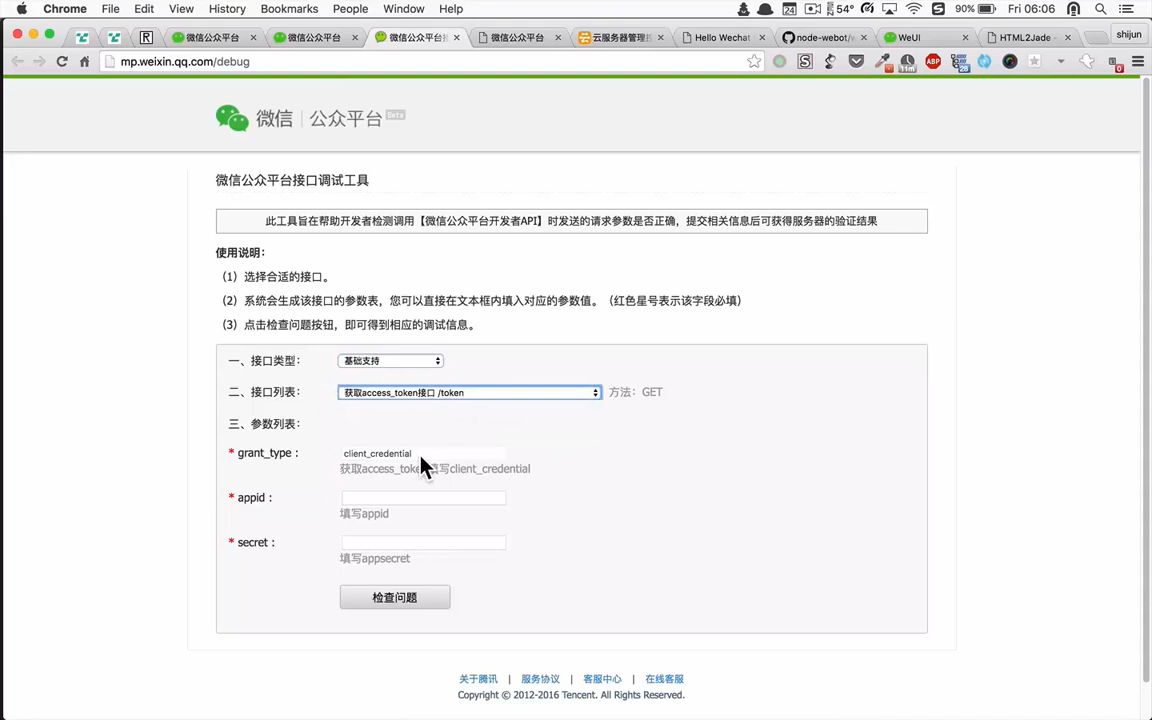 Chrome File Edit View History Bookmarks People Window Help 54° 90% Fri 06:06
微信公众平台 微信公众平台 微信公众平台接 微信公众平台 云服务器管理控 Hello Wechat node-webot/w WeUI HTML2Jade - shijun
mp.weixin.qq.com/debug
微信 | 公众平台 Beta
微信公众平台接口调试工具
此工具旨在帮助开发者检测调用【微信公众平台开发者API】时发送的请求参数是否正确，提交相关信息后可获得服务器的验证结果
使用说明：
（1）选择合适的接口。
（2）系统会生成该接口的参数表，您可以直接在文本框内填入对应的参数值。（红色星号表示该字段必填）
（3）点击检查问题按钮，即可得到相应的调试信息。
一、接口类型： 基础支持
二、接口列表： 获取access_token接口 /token 方法：GET
三、参数列表：
* grant_type： client_credential
获取access_toke 填写client_credential
* appid：
填写appid
* secret：
填写appsecret
检查问题
关于腾讯 | 服务协议 | 客服中心 | 在线客服
Copyright © 2012-2016 Tencent. All Rights Reserved.